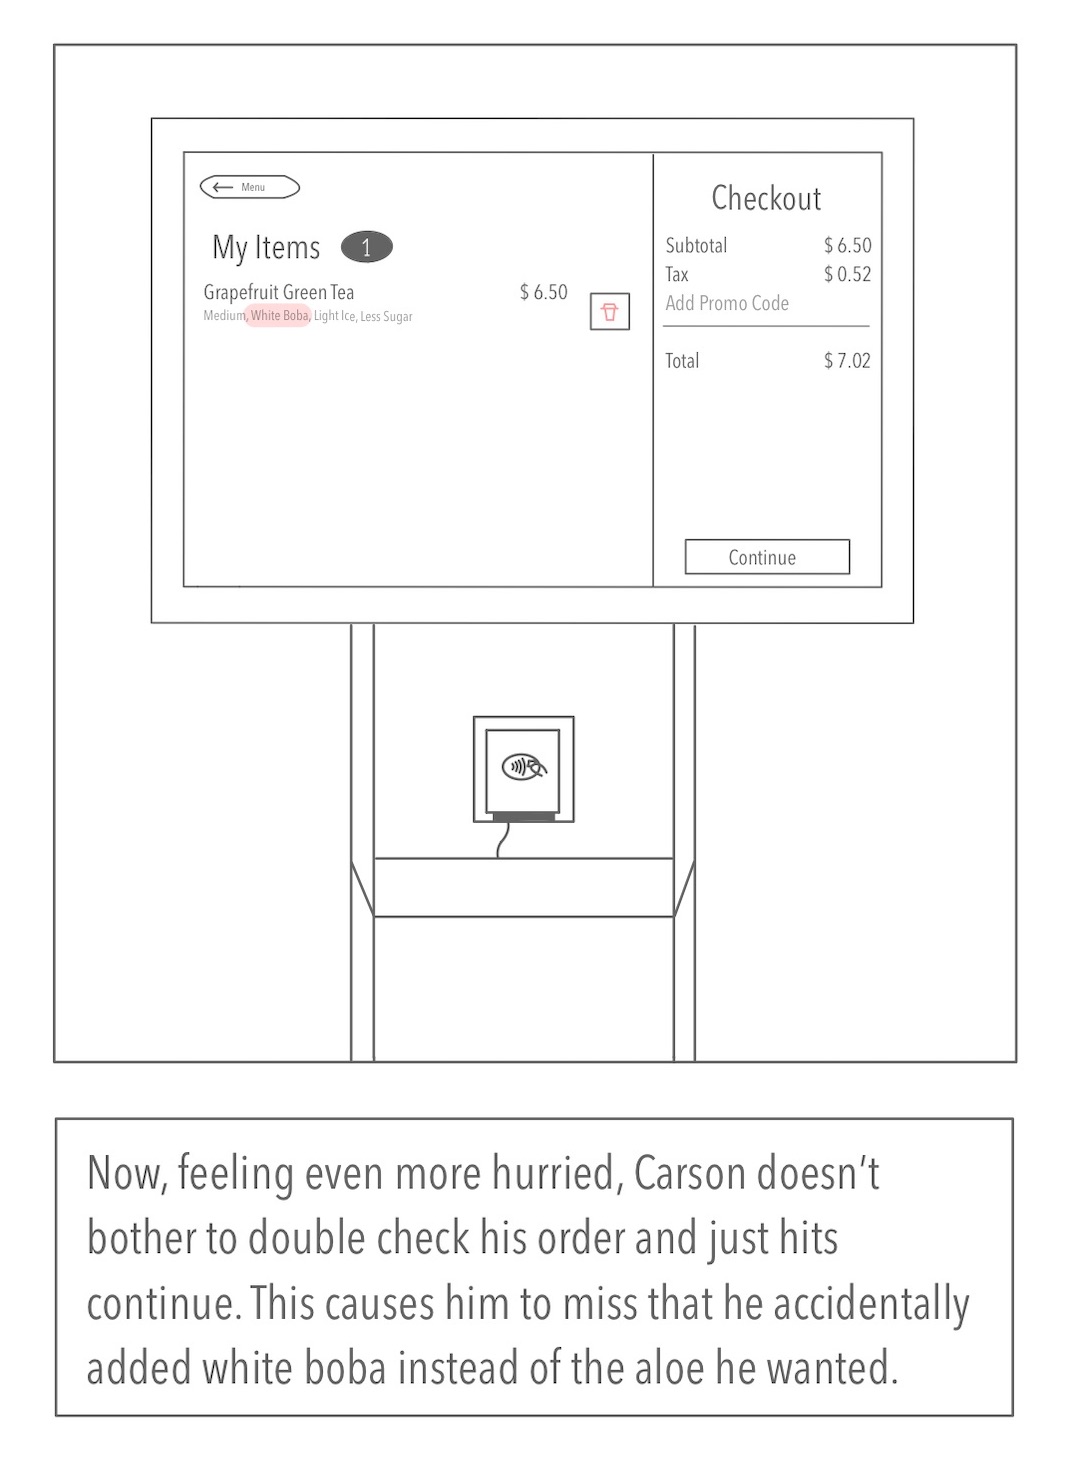 Menu
My Items 1
Grapefruit Green Tea $ 6.50
Medium, White Boba, Light Ice, Less Sugar
Checkout
Subtotal $ 6.50
Tax $ 0.52
Add Promo Code
Total $ 7.02
Continue
Now, feeling even more hurried, Carson doesn’t
bother to double check his order and just hits
continue. This causes him to miss that he accidentally
added white boba instead of the aloe he wanted.